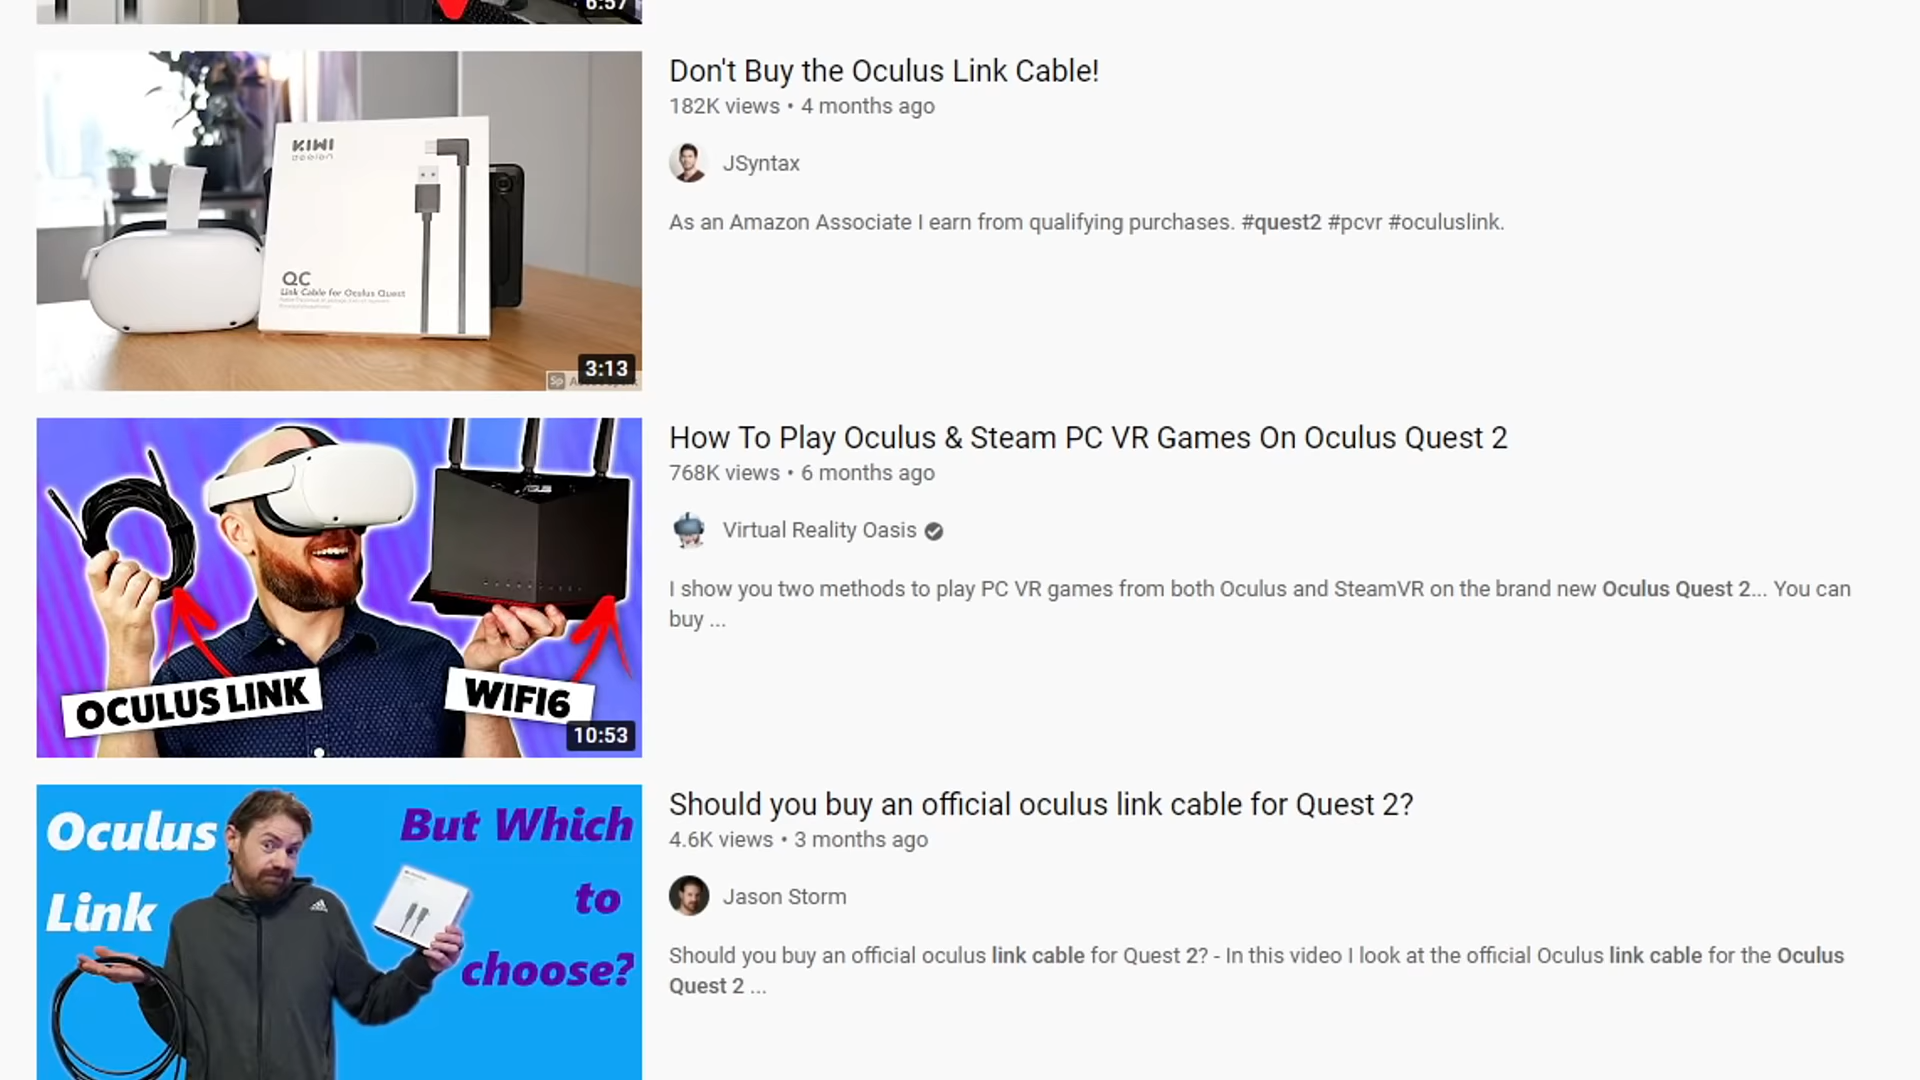 6:57
Don't Buy the Oculus Link Cable!
182K views • 4 months ago
JSyntax
As an Amazon Associate I earn from qualifying purchases. #quest2 #pcvr #oculuslink.
KIWI
design
QC
Link Cable for Oculus Quest
Sp
3:13
How To Play Oculus & Steam PC VR Games On Oculus Quest 2
768K views • 6 months ago
Virtual Reality Oasis
I show you two methods to play PC VR games from both Oculus and SteamVR on the brand new Oculus Quest 2... You can
buy ...
ASUS
OCULUS LINK
WIFI6
10:53
Should you buy an official oculus link cable for Quest 2?
4.6K views • 3 months ago
Jason Storm
Should you buy an official oculus link cable for Quest 2? - In this video I look at the official Oculus link cable for the Oculus
Quest 2 ...
Oculus
Link
But Which
to
choose?